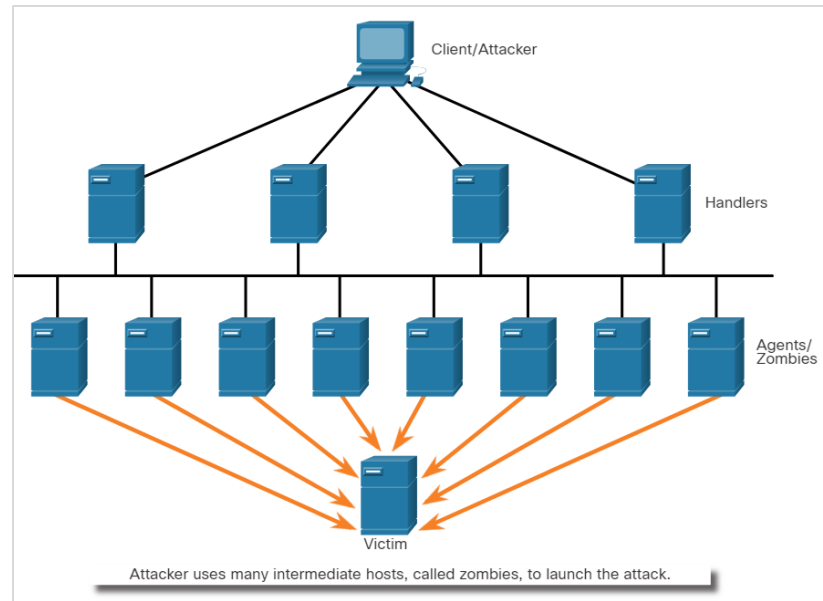 Client/Attacker
Handlers
Agents/
Zombies
Victim
Attacker uses many intermediate hosts, called zombies, to launch the attack.